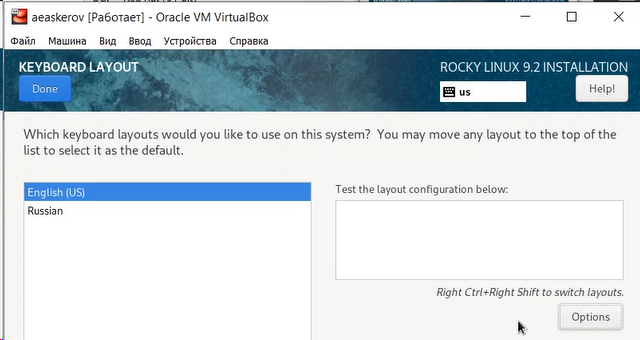 aeaskerov [Работает] - Oracle VM VirtualBox
Файл Машина Вид Ввод Устройства Справка
KEYBOARD LAYOUT
ROCKY LINUX 9.2 INSTALLATION
Done
us
Help!
Which keyboard layouts would you like to use on this system? You may move any layout to the top of the
list to select it as the default.
English (US)
Russian
Test the layout configuration below:
Right Ctrl+Right Shift to switch layouts.
Options